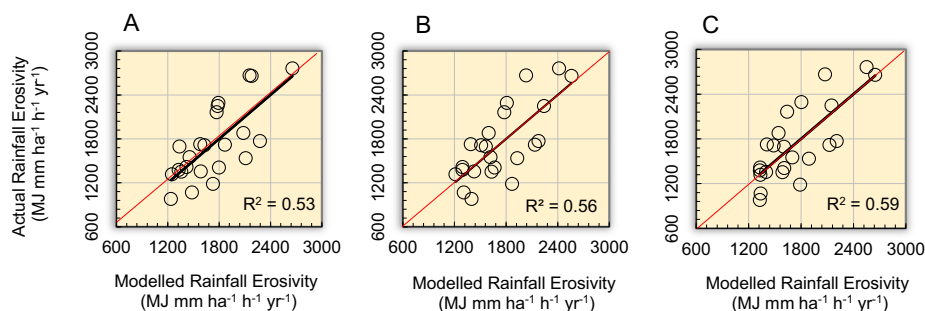 A
B
C
Actual Rainfall Erosivity
(MJ mm ha⁻¹ h⁻¹ yr⁻¹)
3000
2400
1800
1200
600
R² = 0.53
600 1200 1800 2400 3000
Modelled Rainfall Erosivity
(MJ mm ha⁻¹ h⁻¹ yr⁻¹)
3000
2400
1800
1200
600
R² = 0.56
600 1200 1800 2400 3000
Modelled Rainfall Erosivity
(MJ mm ha⁻¹ h⁻¹ yr⁻¹)
3000
2400
1800
1200
600
R² = 0.59
600 1200 1800 2400 3000
Modelled Rainfall Erosivity
(MJ mm ha⁻¹ h⁻¹ yr⁻¹)